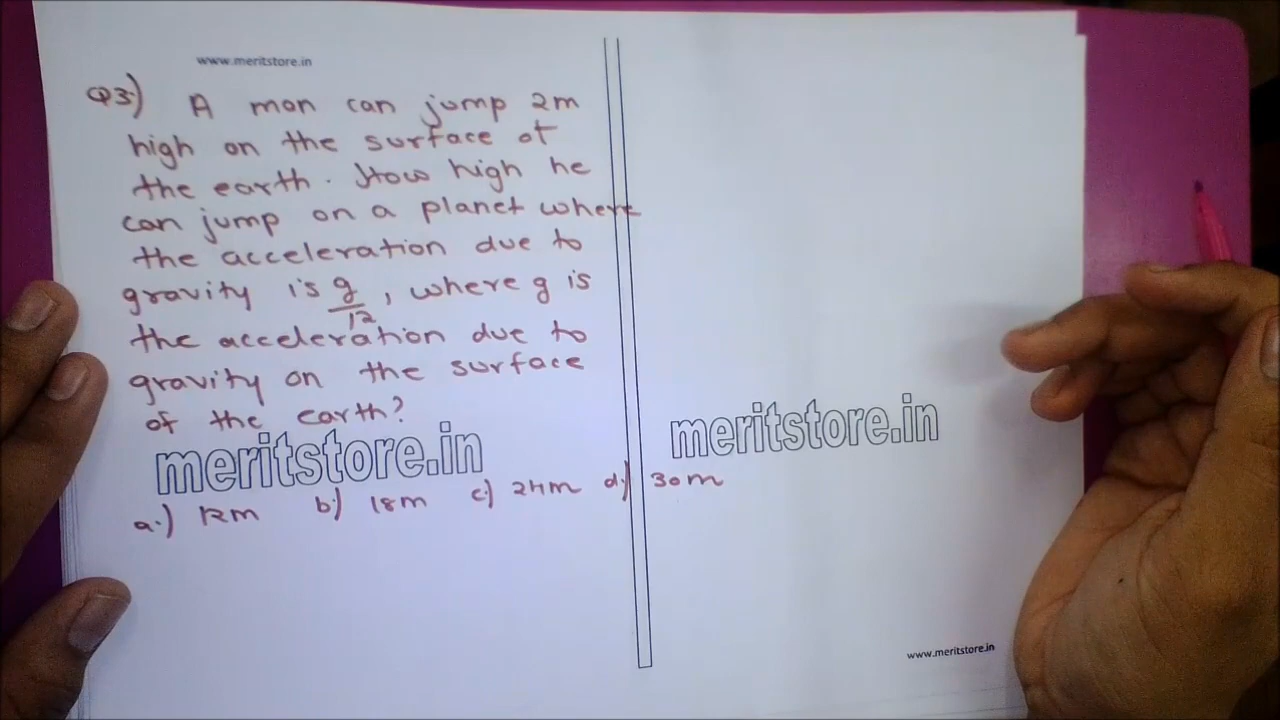 www.meritstore.in
Q3.) A man can jump 2m
high on the surface of
the earth. How high he
can jump on a planet where
the acceleration due to
gravity is g/12, where g is
the acceleration due to
gravity on the surface
of the earth?
meritstore.in
meritstore.in
a.) 12m b.) 18m c.) 24m d.) 30m
www.meritstore.in